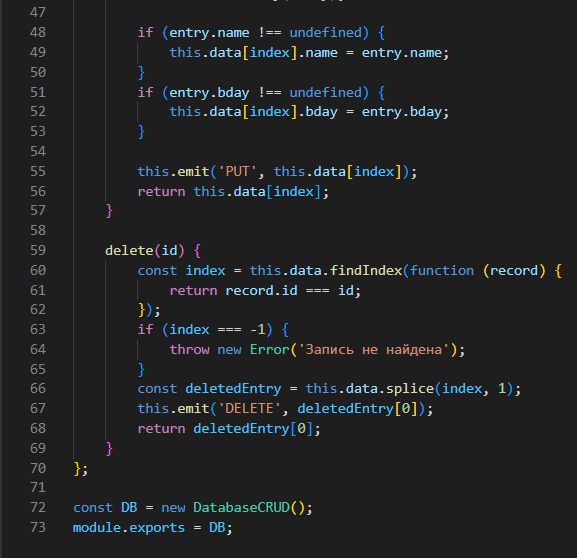 47
48 if (entry.name !== undefined) {
49 this.data[index].name = entry.name;
50 }
51 if (entry.bday !== undefined) {
52 this.data[index].bday = entry.bday;
53 }
54
55 this.emit('PUT', this.data[index]);
56 return this.data[index];
57 }
58
59 delete(id) {
60 const index = this.data.findIndex(function (record) {
61 return record.id === id;
62 });
63 if (index === -1) {
64 throw new Error('Запись не найдена');
65 }
66 const deletedEntry = this.data.splice(index, 1);
67 this.emit('DELETE', deletedEntry[0]);
68 return deletedEntry[0];
69 }
70 };
71
72 const DB = new DatabaseCRUD();
73 module.exports = DB;